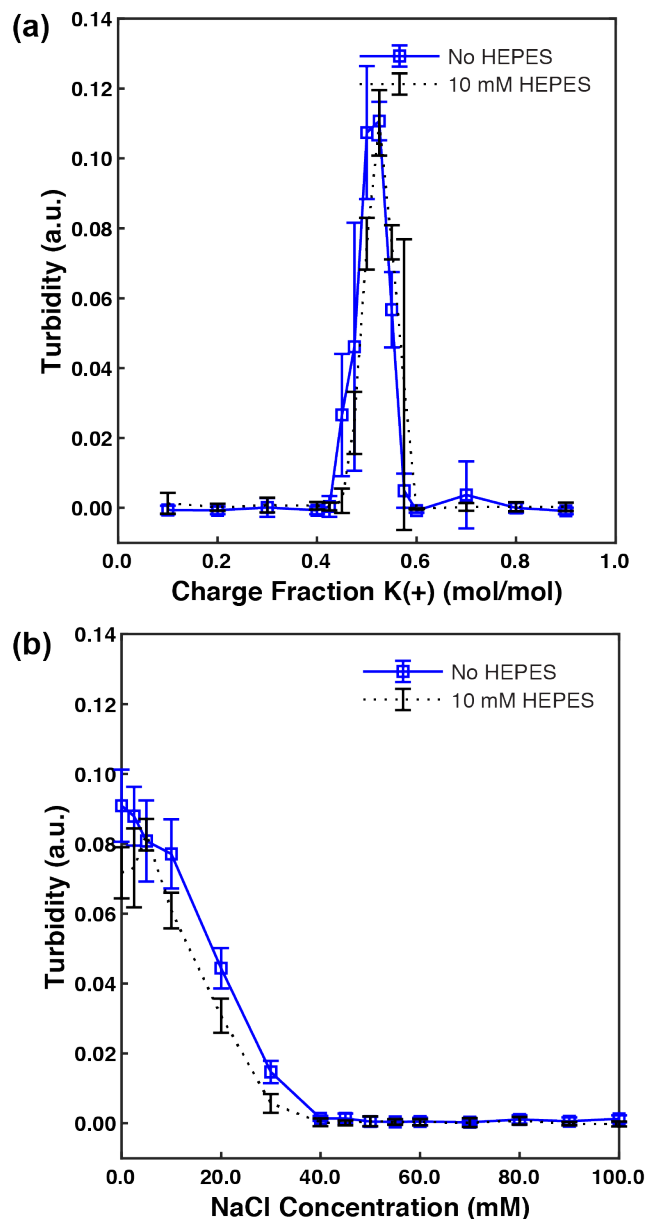 (a)
0.14
0.12
0.10
0.08
0.06
0.04
0.02
0.00
Turbidity (a.u.)
No HEPES
10 mM HEPES
0.0 0.2 0.4 0.6 0.8 1.0
Charge Fraction K(+) (mol/mol)
(b)
0.14
0.12
0.10
0.08
0.06
0.04
0.02
0.00
Turbidity (a.u.)
No HEPES
10 mM HEPES
0.0 20.0 40.0 60.0 80.0 100.0
NaCl Concentration (mM)